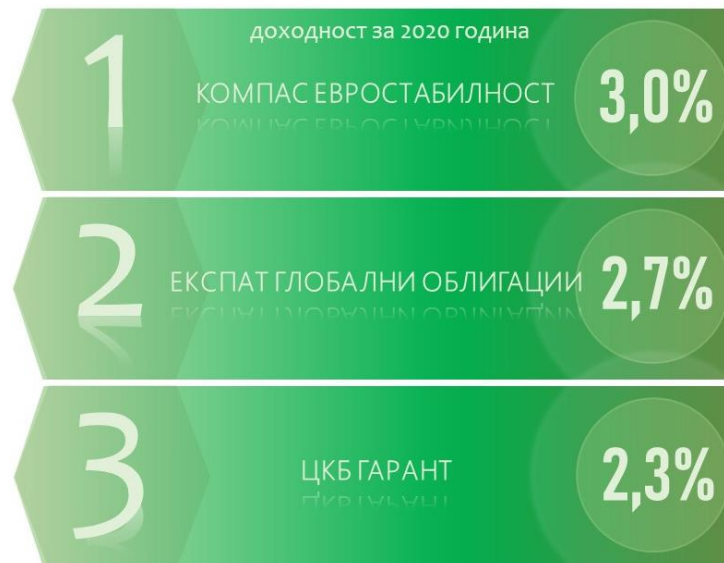 доходност за 2020 година
1 КОМПАС ЕВРОСТАБИЛНОСТ 3,0%
2 ЕКСПАТ ГЛОБАЛНИ ОБЛИГАЦИИ 2,7%
3 ЦКБ ГАРАНТ 2,3%